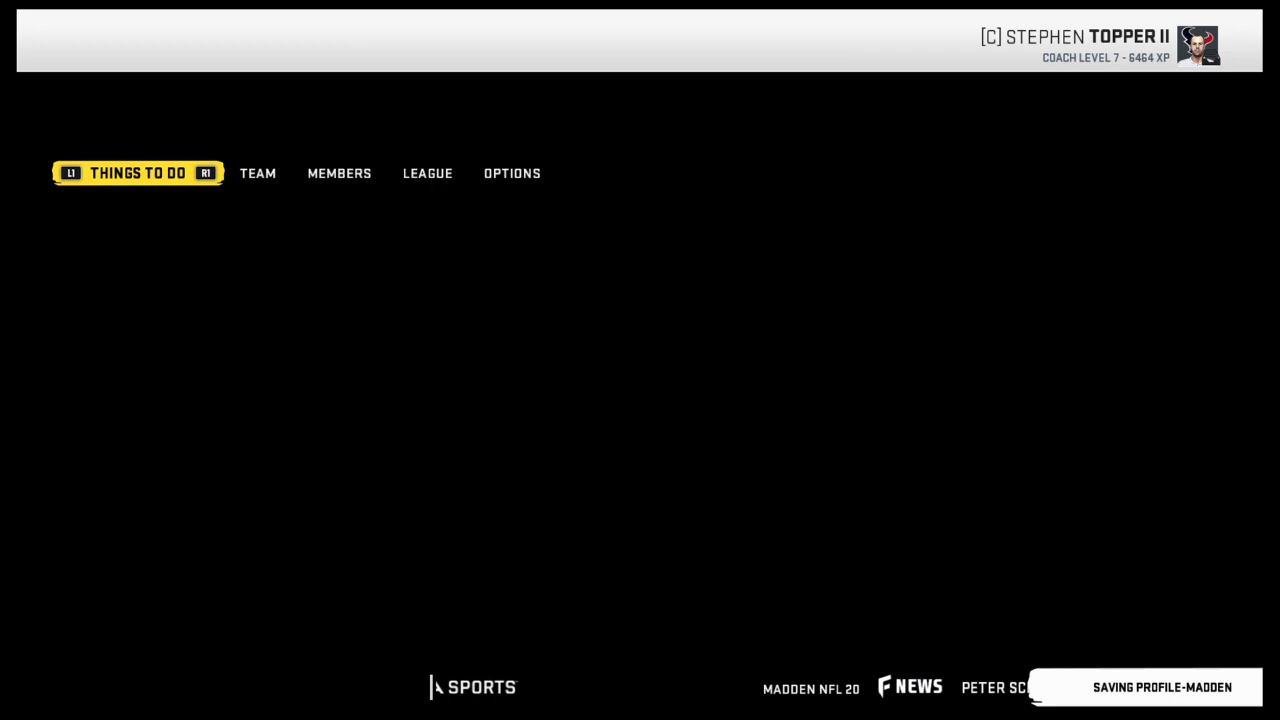 [C] STEPHEN TOPPER II
COACH LEVEL 7 - 6464 XP
L1 THINGS TO DO R1 TEAM MEMBERS LEAGUE OPTIONS
SPORTS MADDEN NFL 20 NEWS PETER SAVING PROFILE-MADDEN